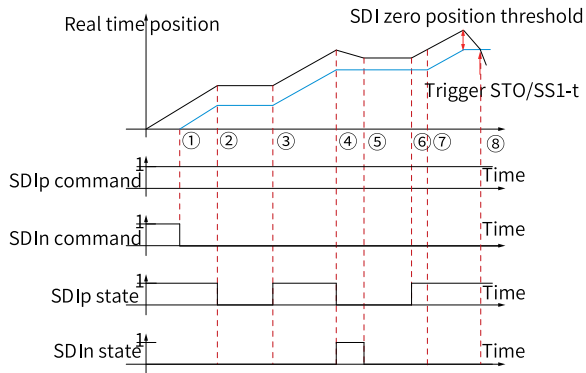 SDI zero position threshold
Real time position
Trigger STO/SS1-t
① ② ③ ④ ⑤ ⑥ ⑦ ⑧
1
SDIp command
Time
1
SDIn command
Time
1
SDIp state
Time
1
SDIn state
Time